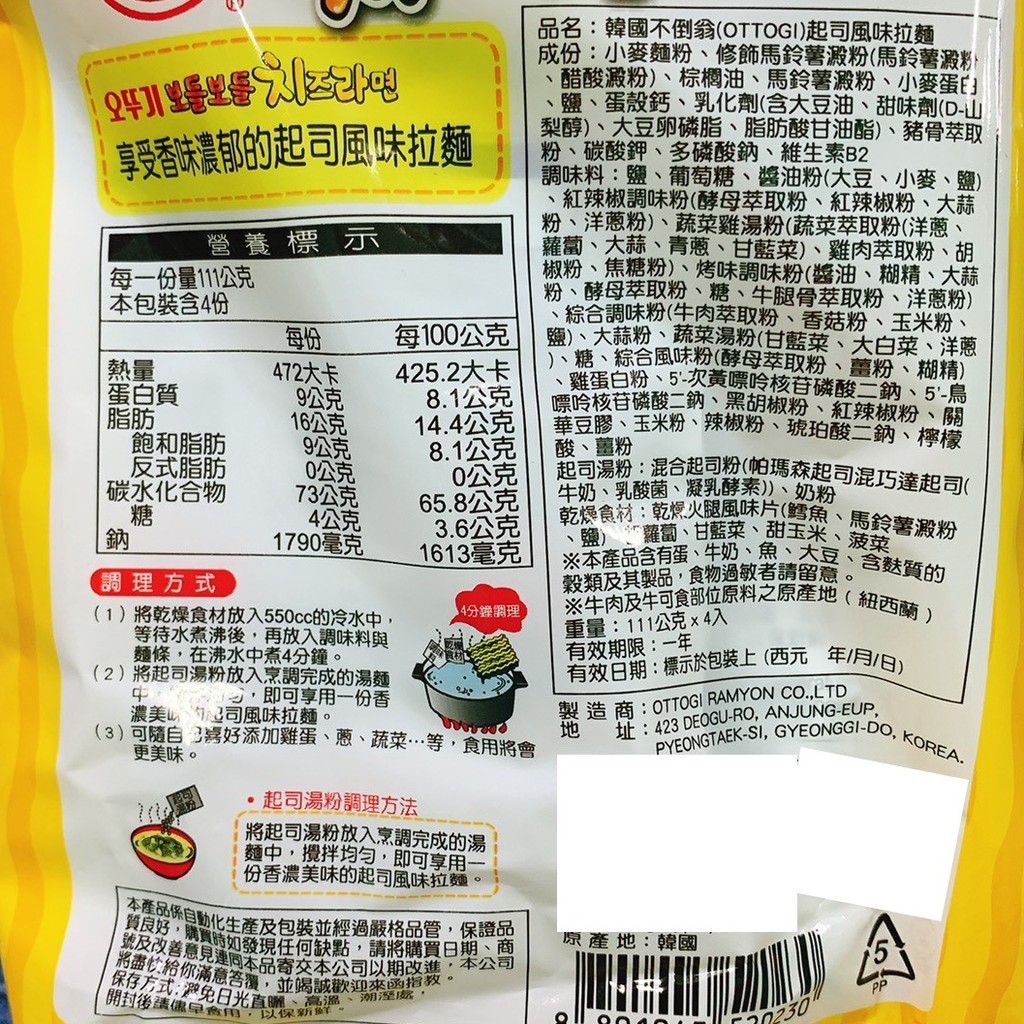 오뚜기 보들보들 치즈라면
享受香味濃郁的起司風味拉麵
營養標示
每一份量111公克
本包裝含4份
每份 每100公克
熱量 472大卡 425.2大卡
蛋白質 9公克 8.1公克
脂肪 16公克 14.4公克
飽和脂肪 9公克 8.1公克
反式脂肪 0公克 0公克
碳水化合物 73公克 65.8公克
糖 4公克 3.6公克
鈉 1790毫克 1613毫克
調理方式
(1) 將乾燥食材放入550cc的冷水中,
等待水煮沸後,再放入調味料與
麵條,在沸水中煮4分鐘。
(2) 將起司湯粉放入烹調完成的湯麵
中 均勻,即可享用一份香
濃美味的起司風味拉麵。
(3) 可隨自己喜好添加雞蛋、蔥、蔬菜…等,食用將會
更美味。
4分鐘調理
乾燥食材
• 起司湯粉調理方法
將起司湯粉放入烹調完成的湯
麵中,攪拌均勻,即可享用一
份香濃美味的起司風味拉麵。
本產品係自動化生產及包裝並經過嚴格品管,保證品
質良好,購買時如發現任何缺點,請將購買日期、商
號及改善意見連同本品寄交本公司以期改進,本公司
將盡快給你滿意答覆,並竭誠歡迎來函指教。
保存方式:避免日光直曬、高溫、潮溼處,
開封後請儘早食用,以保新鮮。
品名:韓國不倒翁(OTTOGI)起司風味拉麵
成份:小麥麵粉、修飾馬鈴薯澱粉(馬鈴薯澱粉
、醋酸澱粉)、棕櫚油、馬鈴薯澱粉、小麥蛋白
、鹽、蛋殼鈣、乳化劑(含大豆油、甜味劑(D-山
梨醇)、大豆卵磷脂、脂肪酸甘油酯)、豬骨萃取
粉、碳酸鉀、多磷酸鈉、維生素B2
調味料:鹽、葡萄糖、醬油粉(大豆、小麥、鹽)
、紅辣椒調味粉(酵母萃取粉、紅辣椒粉、大蒜
粉、洋蔥粉)、蔬菜雞湯粉(蔬菜萃取粉(洋蔥、
蘿蔔、大蒜、青蔥、甘藍菜)、雞肉萃取粉、胡
椒粉、焦糖粉)、烤味調味粉(醬油、糊精、大蒜
粉、酵母萃取粉、糖、牛腿骨萃取粉、洋蔥粉)
、綜合調味粉(牛肉萃取粉、香菇粉、玉米粉、
鹽)、大蒜粉、蔬菜湯粉(甘藍菜、大白菜、洋蔥
)、糖、綜合風味粉(酵母萃取粉、薑粉、糊精)
、雞蛋白粉、5'-次黃嘌呤核苷磷酸二鈉、5'-鳥
嘌呤核苷磷酸二鈉、黑胡椒粉、紅辣椒粉、關
華豆膠、玉米粉、辣椒粉、琥珀酸二鈉、檸檬
酸、薑粉
起司湯粉:混合起司粉(帕瑪森起司混巧達起司(
牛奶、乳酸菌、凝乳酵素))、奶粉
乾燥食材:乾燥火腿風味片(鱈魚、馬鈴薯澱粉
、鹽)、蘿蔔、甘藍菜、甜玉米、菠菜
※本產品含有蛋、牛奶、魚、大豆、含麩質的
穀類及其製品,食物過敏者請留意。
※牛肉及牛可食部位原料之原產地(紐西蘭)
重量:111公克x4入
有效期限:一年
有效日期:標示於包裝上(西元 年/月/日)
製造商:OTTOGI RAMYON CO.,LTD
地 址:423 DEOGU-RO, ANJUNG-EUP,
PYEONGTAEK-SI, GYEONGGI-DO, KOREA.
原產地:韓國
5
PP